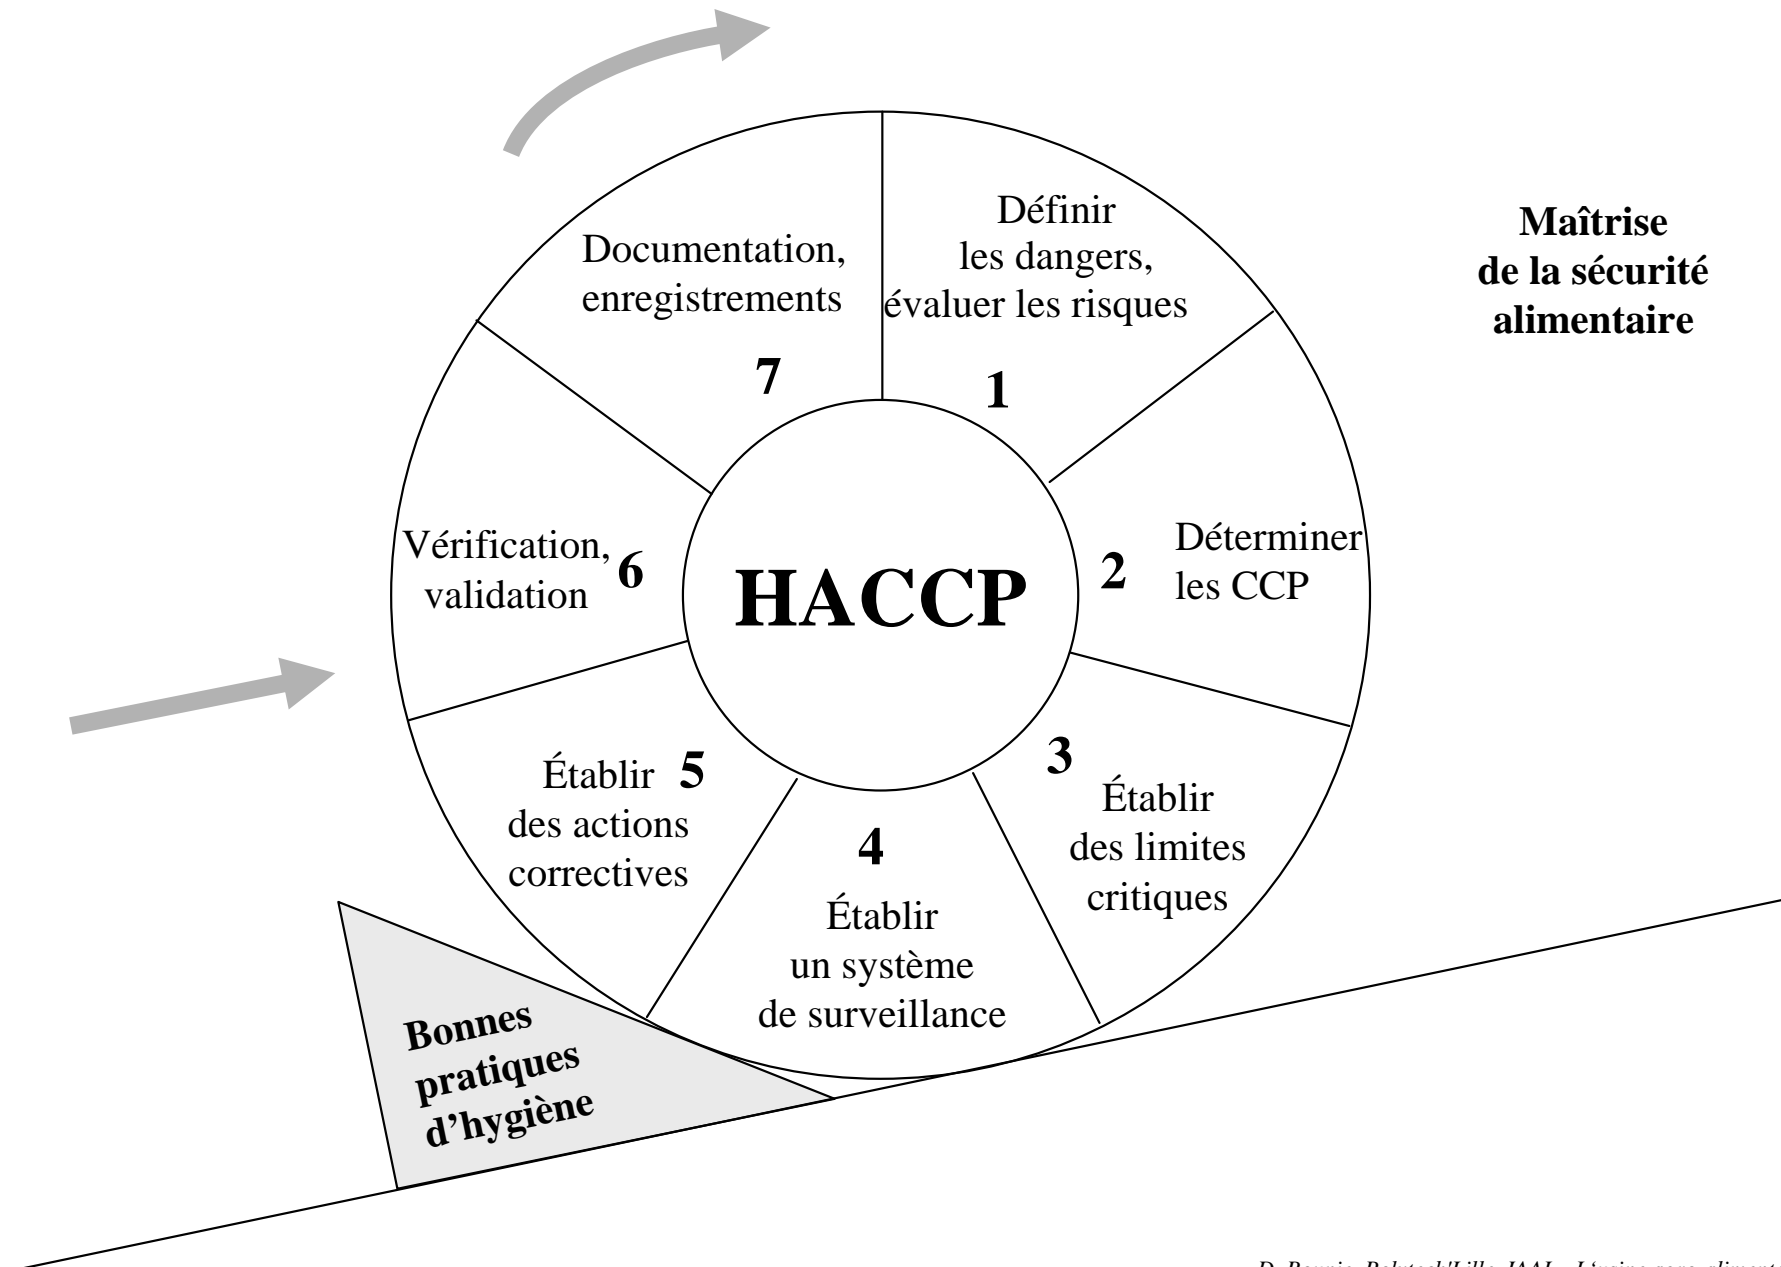 Définir
les dangers,
évaluer les risques
1
Déterminer
les CCP
2
3
Établir
des limites
critiques
4
Établir
un système
de surveillance
Établir 5
des actions
correctives
Vérification,
validation
6
Documentation,
enregistrements
7
HACCP
Maîtrise
de la sécurité
alimentaire
Bonnes
pratiques
d’hygiène